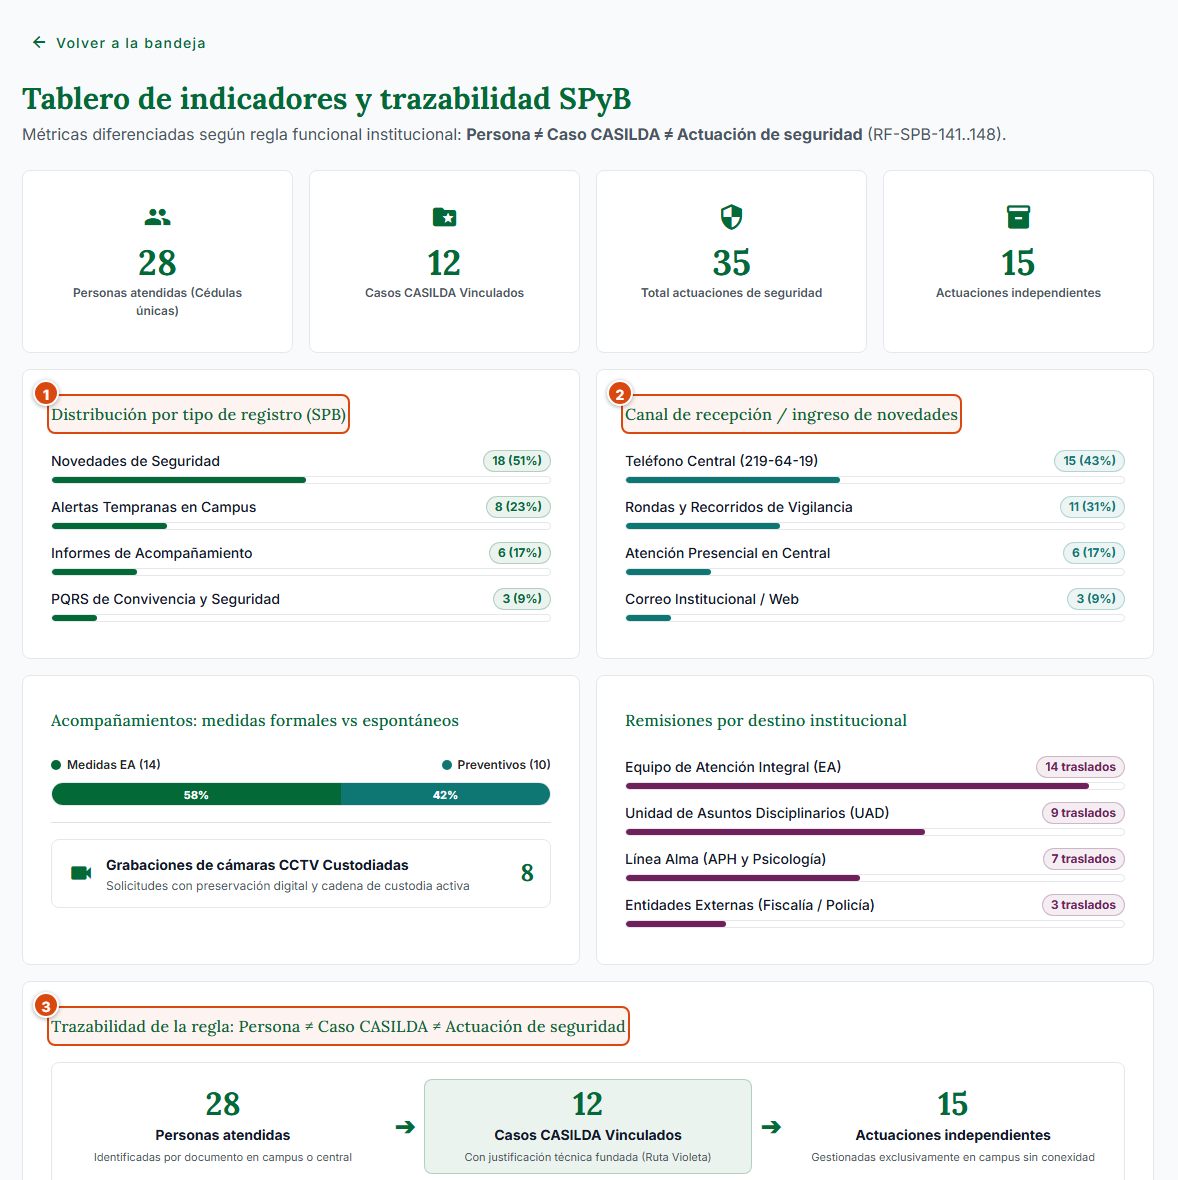 ← Volver a la bandeja
Tablero de indicadores y trazabilidad SPyB
Métricas diferenciadas según regla funcional institucional: Persona ≠ Caso CASILDA ≠ Actuación de seguridad (RF-SPB-141..148).
28
Personas atendidas (Cédulas
únicas)
12
Casos CASILDA Vinculados
35
Total actuaciones de seguridad
15
Actuaciones independientes
1
Distribución por tipo de registro (SPB)
Novedades de Seguridad 18 (51%)
Alertas Tempranas en Campus 8 (23%)
Informes de Acompañamiento 6 (17%)
PQRS de Convivencia y Seguridad 3 (9%)
2
Canal de recepción / ingreso de novedades
Teléfono Central (219-64-19) 15 (43%)
Rondas y Recorridos de Vigilancia 11 (31%)
Atención Presencial en Central 6 (17%)
Correo Institucional / Web 3 (9%)
Acompañamientos: medidas formales vs espontáneos
Medidas EA (14) Preventivos (10)
58% 42%
Grabaciones de cámaras CCTV Custodiadas
Solicitudes con preservación digital y cadena de custodia activa
8
Remisiones por destino institucional
Equipo de Atención Integral (EA) 14 traslados
Unidad de Asuntos Disciplinarios (UAD) 9 traslados
Línea Alma (APH y Psicología) 7 traslados
Entidades Externas (Fiscalía / Policía) 3 traslados
3
Trazabilidad de la regla: Persona ≠ Caso CASILDA ≠ Actuación de seguridad
28
Personas atendidas
Identificadas por documento en campus o central
➔
12
Casos CASILDA Vinculados
Con justificación técnica fundada (Ruta Violeta)
➔
15
Actuaciones independientes
Gestionadas exclusivamente en campus sin conexidad